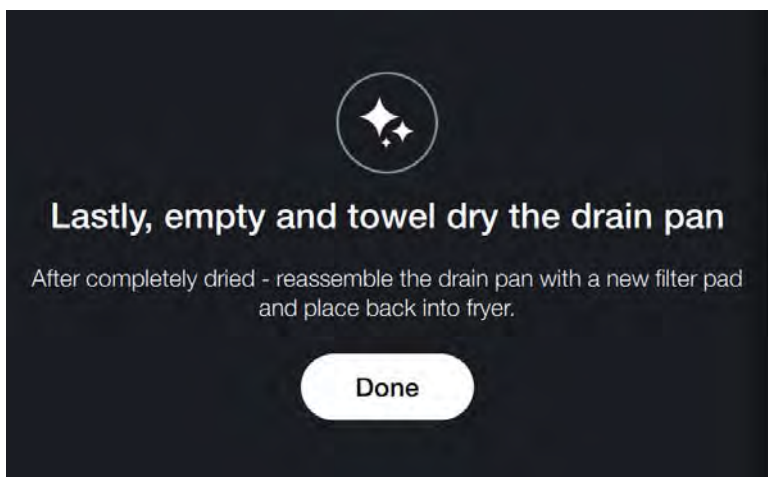 Lastly, empty and towel dry the drain pan
After completely dried - reassemble the drain pan with a new filter pad
and place back into fryer.
Done